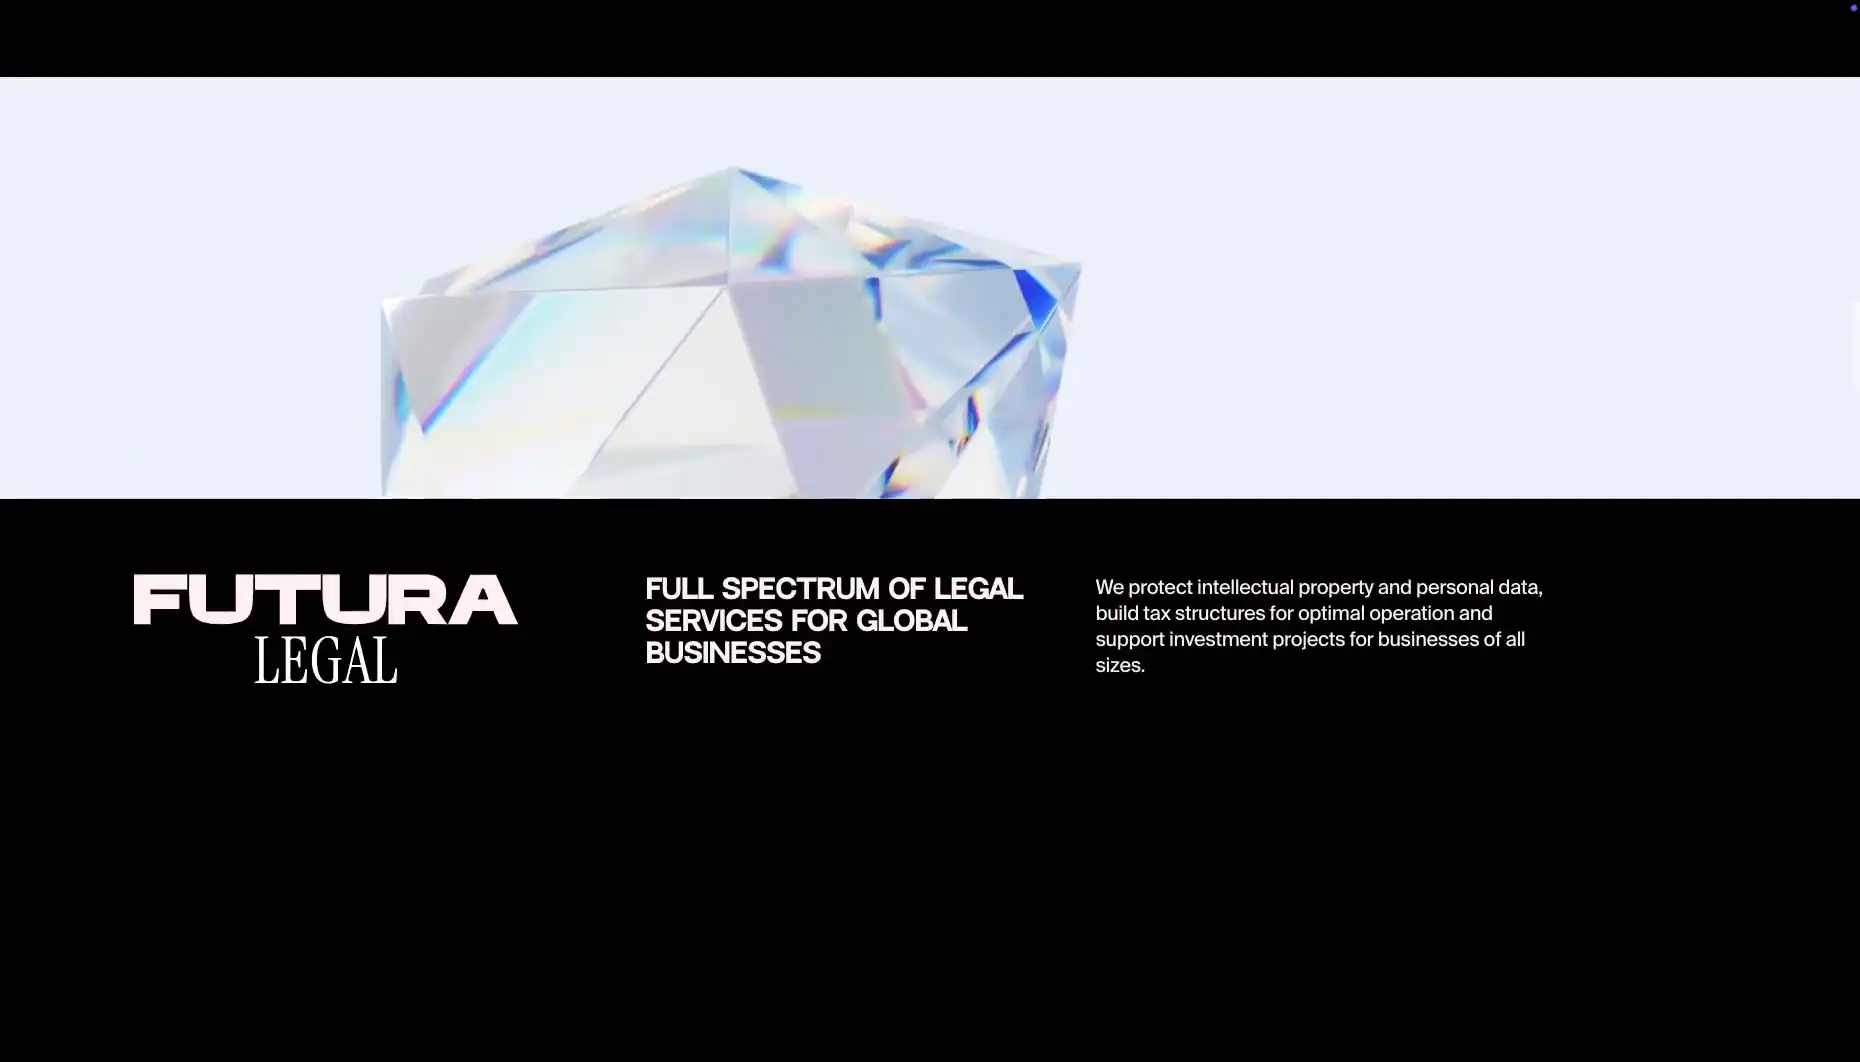 FUTURA
LEGAL
FULL SPECTRUM OF LEGAL
SERVICES FOR GLOBAL
BUSINESSES
We protect intellectual property and personal data,
build tax structures for optimal operation and
support investment projects for businesses of all
sizes.